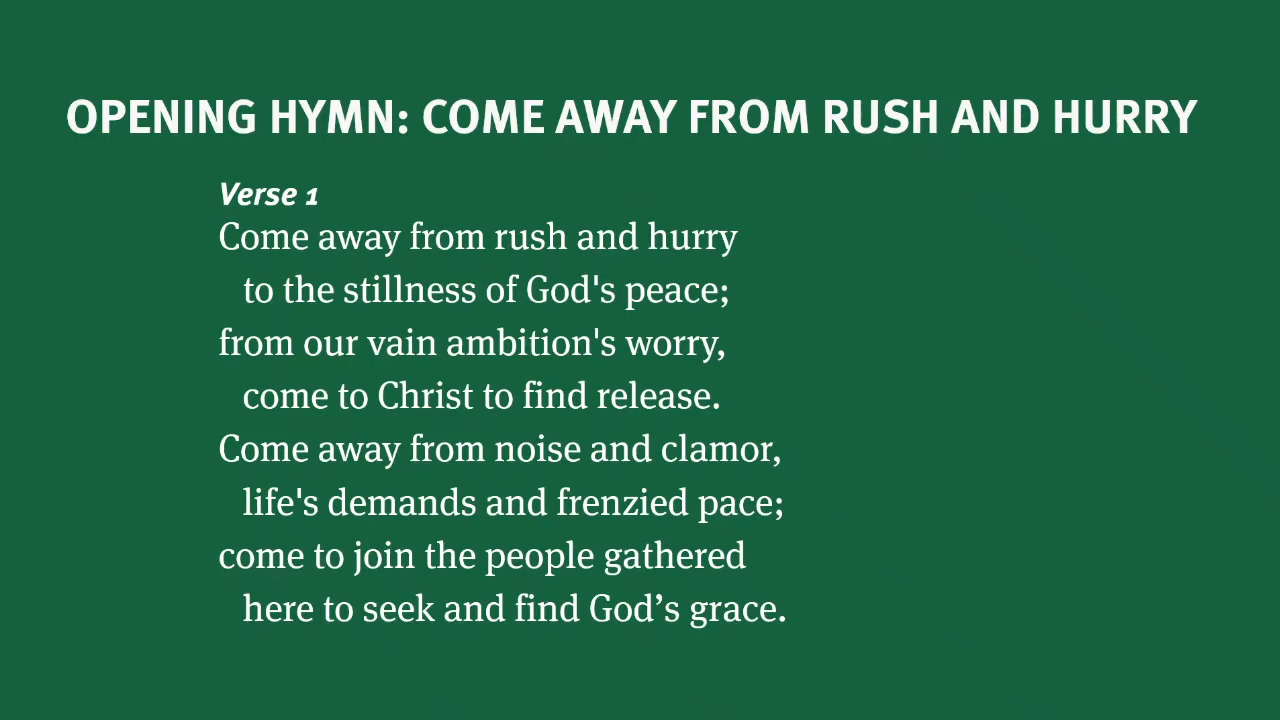 OPENING HYMN: COME AWAY FROM RUSH AND HURRY
Verse 1
Come away from rush and hurry
to the stillness of God's peace;
from our vain ambition's worry,
come to Christ to find release.
Come away from noise and clamor,
life's demands and frenzied pace;
come to join the people gathered
here to seek and find God’s grace.